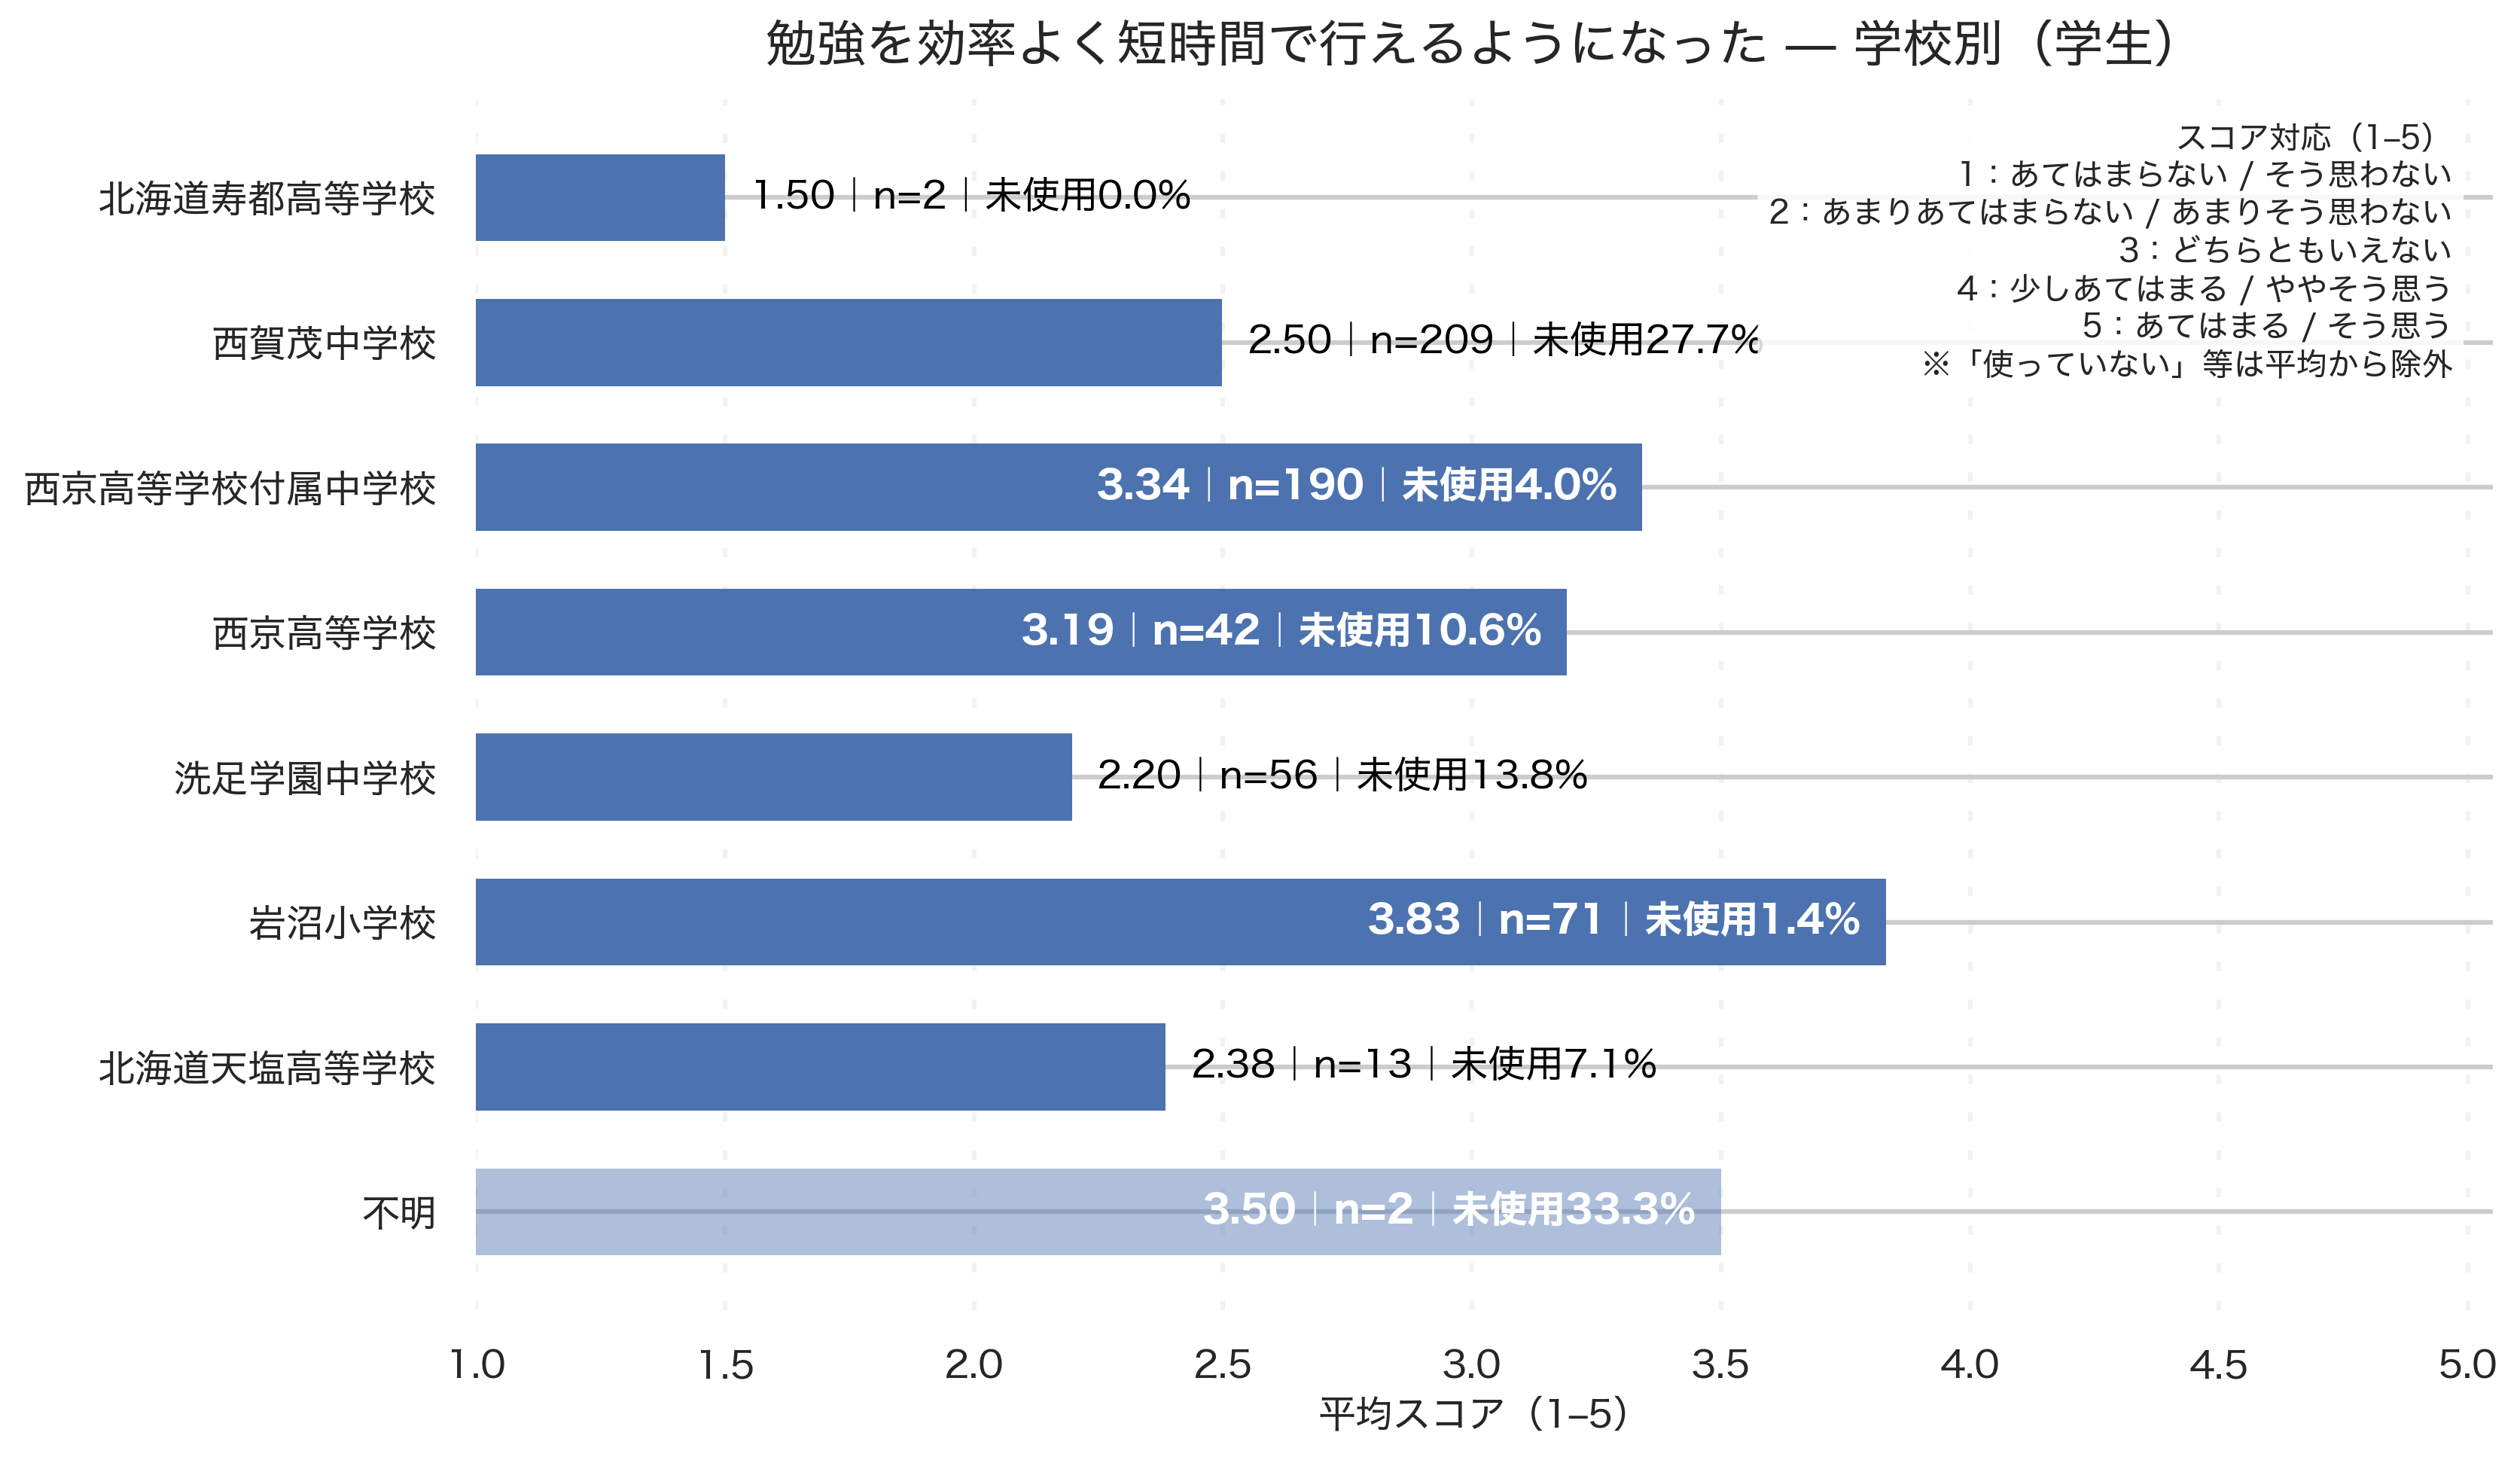 勉強を効率よく短時間で行えるようになった — 学校別（学生）
スコア対応（1–5）
1：あてはまらない / そう思わない
2：あまりあてはまらない / あまりそう思わない
3：どちらともいえない
4：少しあてはまる / ややそう思う
5：あてはまる / そう思う
※「使っていない」等は平均から除外
北海道寿都高等学校 1.50｜n=2｜未使用0.0%
西賀茂中学校 2.50｜n=209｜未使用27.7%
西京高等学校付属中学校 3.34｜n=190｜未使用4.0%
西京高等学校 3.19｜n=42｜未使用10.6%
洗足学園中学校 2.20｜n=56｜未使用13.8%
岩沼小学校 3.83｜n=71｜未使用1.4%
北海道天塩高等学校 2.38｜n=13｜未使用7.1%
不明 3.50｜n=2｜未使用33.3%
1.0 1.5 2.0 2.5 3.0 3.5 4.0 4.5 5.0
平均スコア（1–5）